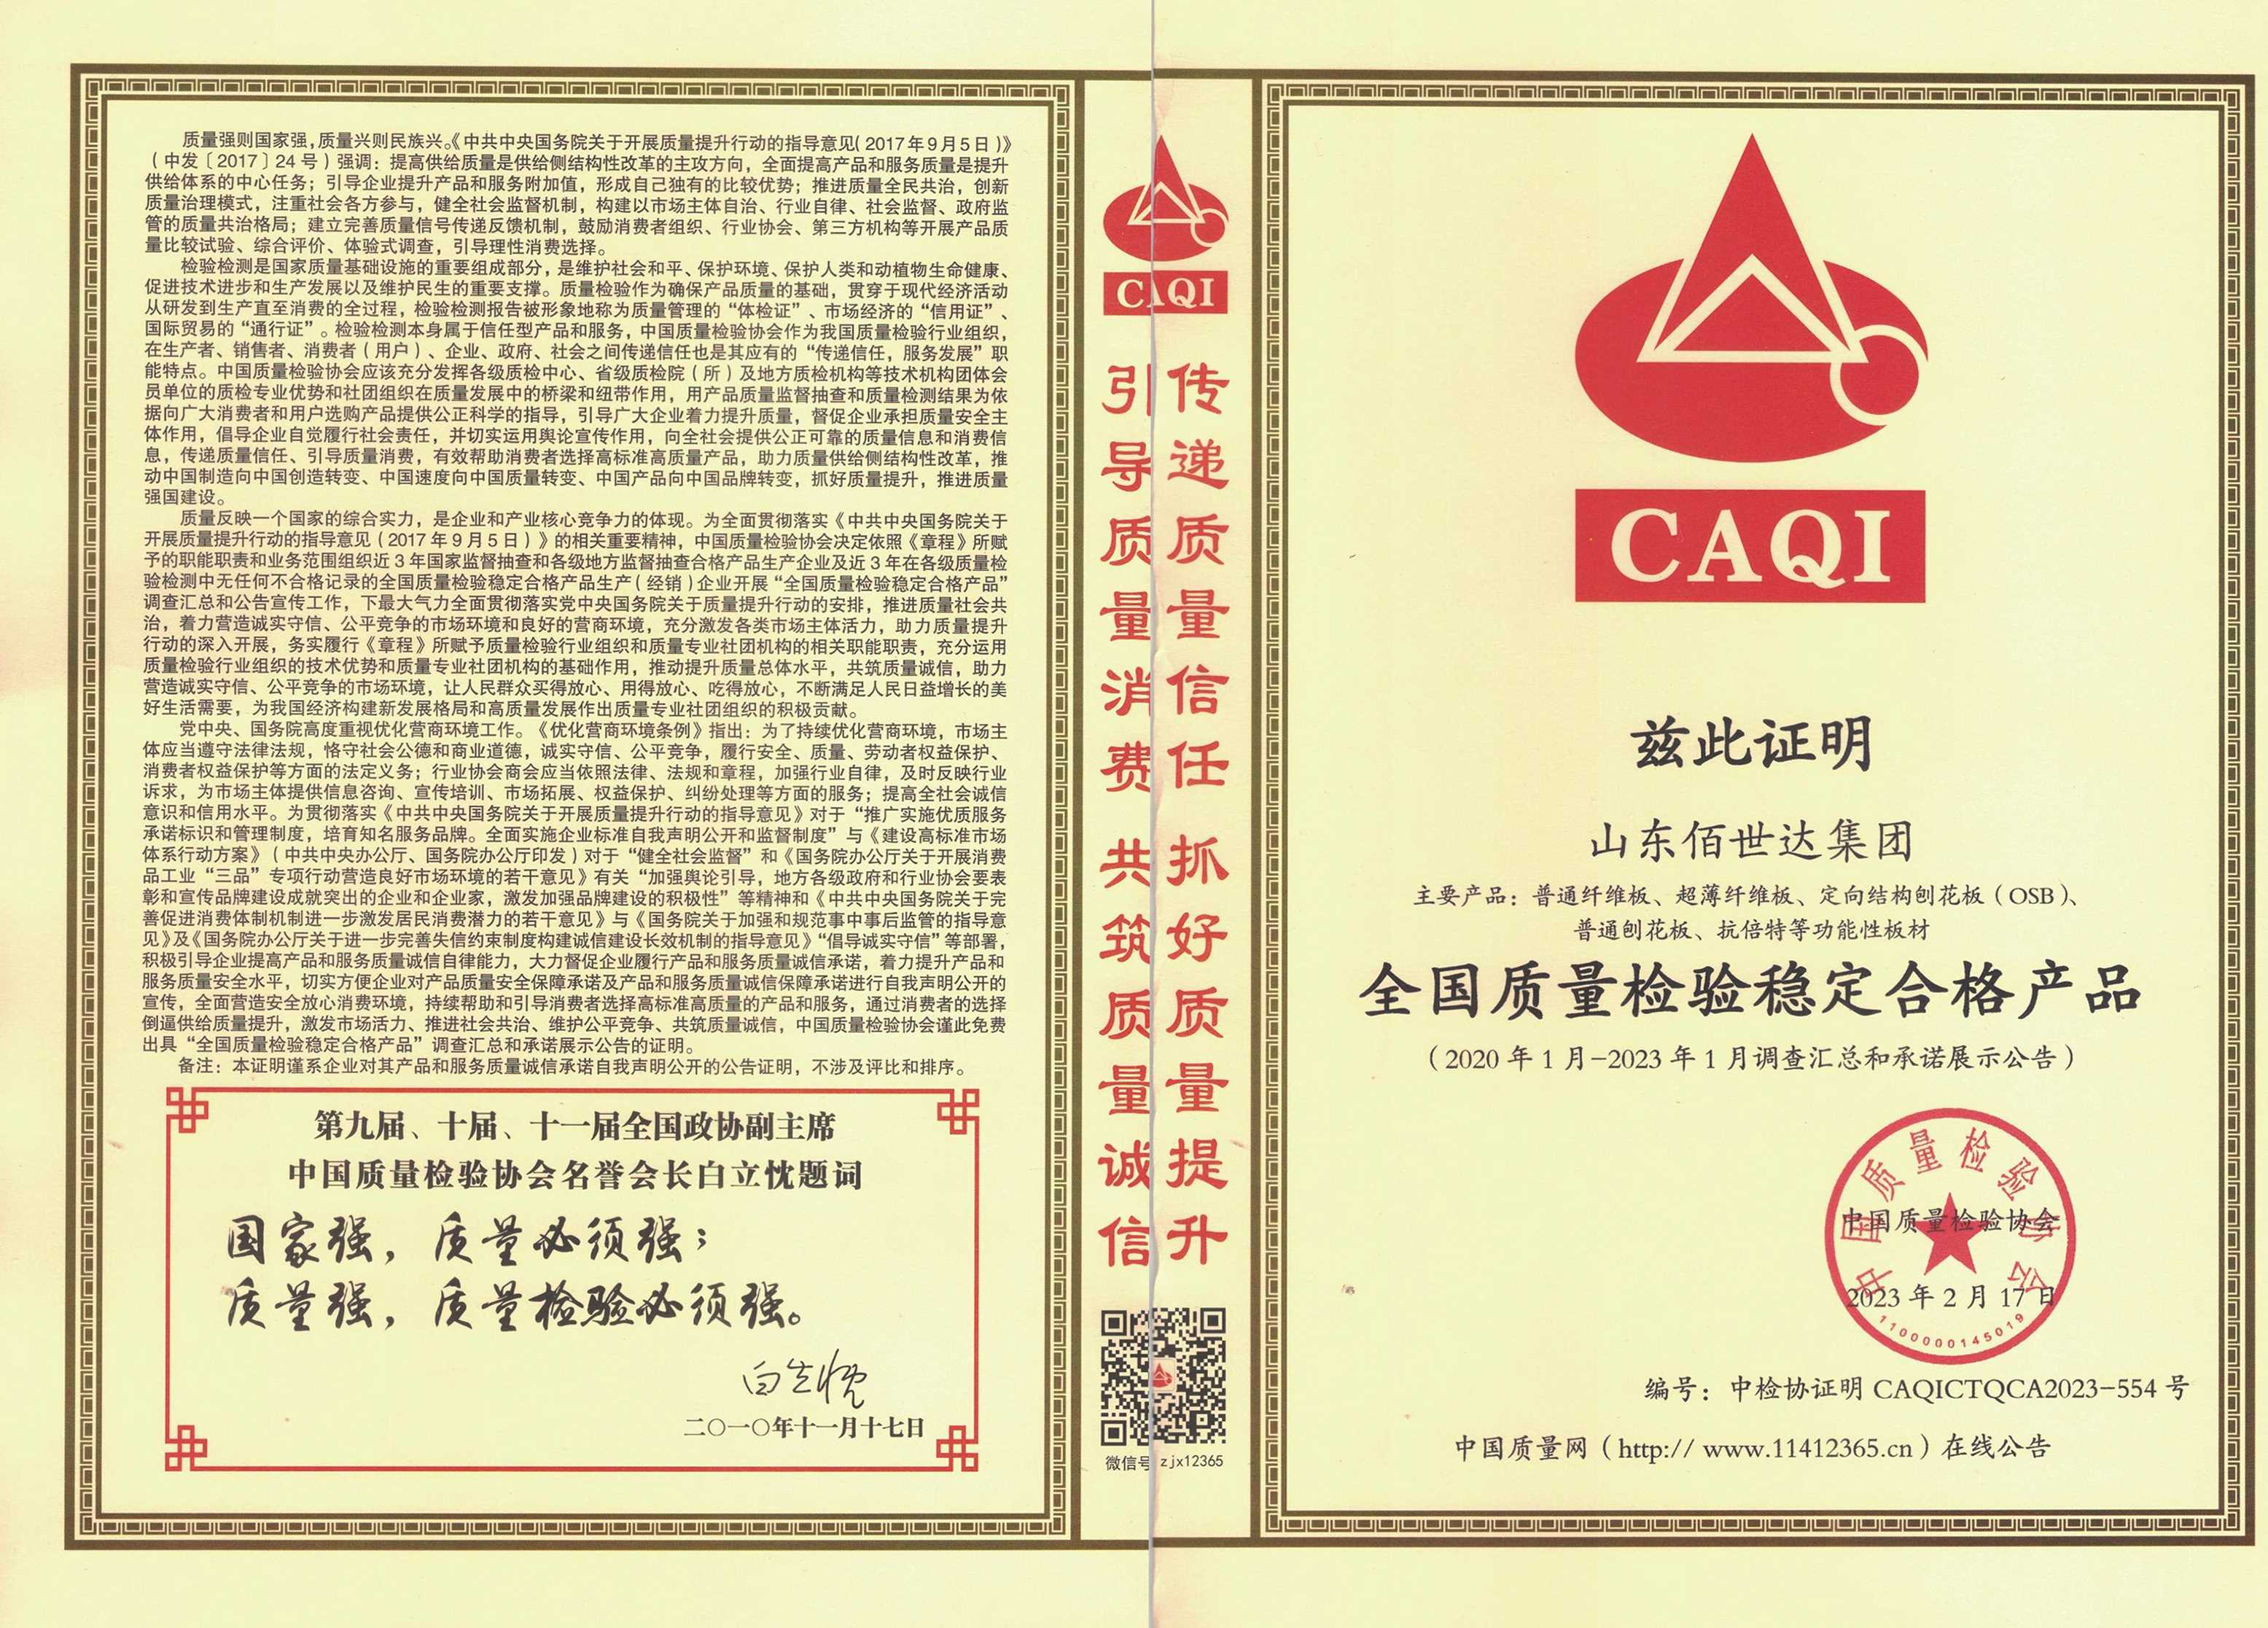 质量强则国家强，质量兴则民族兴。《中共中央国务院关于开展质量提升行动的指导意见（2017年9月5日）》
（中发〔2017〕24号）强调：提高供给质量是供给侧结构性改革的主攻方向，全面提高产品和服务质量是提升
供给体系的中心任务；引导企业提升产品和服务附加值，形成自己独有的比较优势；推进质量全民共治，创新
质量治理模式，注重社会各方参与，健全社会监督机制，构建以市场主体自治、行业自律、社会监督、政府监
管的质量共治格局；建立完善质量信号传递反馈机制，鼓励消费者组织、行业协会、第三方机构等开展产品质
量比较试验、综合评价、体验式调查，引导理性消费选择。
检验检测是国家质量基础设施的重要组成部分，是维护社会和平、保护环境、保护人类和动植物生命健康、
促进技术进步和生产发展以及维护民生的重要支撑。质量检验作为确保产品质量的基础，贯穿于现代经济活动
从研发到生产直至消费的全过程，检验检测报告被形象地称为质量管理的“体检证”、市场经济的“信用证”、
国际贸易的“通行证”。检验检测本身属于信任型产品和服务，中国质量检验协会作为我国质量检验行业组织，
在生产者、销售者、消费者（用户）、企业、政府、社会之间传递信任也是其应有的“传递信任，服务发展”职
能特点。中国质量检验协会应该充分发挥各级质检中心、省级质检院（所）及地方质检机构等技术机构团体会
员单位的质检专业优势和社团组织在质量发展中的桥梁和纽带作用，用产品质量监督抽查和质量检测结果为依
据向广大消费者和用户选购产品提供公正科学的指导，引导广大企业着力提升质量，督促企业承担质量安全主
体作用，倡导企业自觉履行社会责任，并切实运用舆论宣传作用，向全社会提供公正可靠的质量信息和消费信
息，传递质量信任、引导质量消费，有效帮助消费者选择高标准高质量产品，助力质量供给侧结构性改革，推
动中国制造向中国创造转变、中国速度向中国质量转变、中国产品向中国品牌转变，抓好质量提升，推进质量
强国建设。
质量反映一个国家的综合实力，是企业和产业核心竞争力的体现。为全面贯彻落实《中共中央国务院关于
开展质量提升行动的指导意见（2017年9月5日）》的相关重要精神，中国质量检验协会决定依照《章程》所赋
予的职能职责和业务范围组织近3年国家监督抽查和各级地方监督抽查合格产品生产企业及近3年在各级质量检
验检测中无任何不合格记录的全国质量检验稳定合格产品生产（经销）企业开展“全国质量检验稳定合格产品”
调查汇总和公告宣传工作，下最大气力全面贯彻落实党中央国务院关于质量提升行动的安排，推进质量社会共
治，着力营造诚实守信、公平竞争的市场环境和良好的营商环境，充分激发各类市场主体活力，助力质量提升
行动的深入开展，务实履行《章程》所赋予质量检验行业组织和质量专业社团机构的相关职能职责，充分运用
质量检验行业组织的技术优势和质量专业社团机构的基础作用，推动提升质量总体水平，共筑质量诚信，助力
营造诚实守信、公平竞争的市场环境，让人民群众买得放心、用得放心、吃得放心，不断满足人民日益增长的美
好生活需要，为我国经济构建新发展格局和高质量发展作出质量专业社团组织的积极贡献。
党中央、国务院高度重视优化营商环境工作。《优化营商环境条例》指出：为了持续优化营商环境，市场主
体应当遵守法律法规，恪守社会公德和商业道德，诚实守信、公平竞争，履行安全、质量、劳动者权益保护、
消费者权益保护等方面的法定义务；行业协会商会应当依照法律、法规和章程，加强行业自律，及时反映行业
诉求，为市场主体提供信息咨询、宣传培训、市场拓展、权益保护、纠纷处理等方面的服务；提高全社会诚信
意识和信用水平。为贯彻落实《中共中央国务院关于开展质量提升行动的指导意见》对于“推广实施优质服务
承诺标识和管理制度，培育知名服务品牌。全面实施企业标准自我声明公开和监督制度”与《建设高标准市场
体系行动方案》（中共中央办公厅、国务院办公厅印发）对于“健全社会监督”和《国务院办公厅关于开展消费
品工业“三品”专项行动营造良好市场环境的若干意见》有关“加强舆论引导，地方各级政府和行业协会要表
彰和宣传品牌建设成就突出的企业和企业家，激发加强品牌建设的积极性”等精神和《中共中央国务院关于完
善促进消费体制机制进一步激发居民消费潜力的若干意见》与《国务院关于加强和规范事中事后监管的指导意
见》及《国务院办公厅关于进一步完善失信约束制度构建诚信建设长效机制的指导意见》“倡导诚实守信”等部署，
积极引导企业提高产品和服务质量诚信自律能力，大力督促企业履行产品和服务质量诚信承诺，着力提升产品和
服务质量安全水平，切实方便企业对产品质量安全保障承诺及产品和服务质量诚信保障承诺进行自我声明公开的
宣传，全面营造安全放心消费环境，持续帮助和引导消费者选择高标准高质量的产品和服务，通过消费者的选择
倒逼供给质量提升，激发市场活力、推进社会共治、维护公平竞争、共筑质量诚信，中国质量检验协会谨此免费
出具“全国质量检验稳定合格产品”调查汇总和承诺展示公告的证明。
备注：本证明谨系企业对其产品和服务质量诚信承诺自我声明公开的公告证明，不涉及评比和排序。
第九届、十届、十一届全国政协副主席
中国质量检验协会名誉会长白立忱题词
国家强，质量必须强；
质量强，质量检验必须强。
白立忱
二〇一〇年十一月十七日
CAQI
传递质量信任 抓好质量提升
引导质量消费 共筑质量诚信
微信号 zjx12365
CAQI
兹此证明
山东佰世达集团
主要产品：普通纤维板、超薄纤维板、定向结构刨花板（OSB）、
普通刨花板、抗倍特等功能性板材
全国质量检验稳定合格产品
（2020年1月-2023年1月调查汇总和承诺展示公告）
中国质量检验协会
中国质量检验协会
2023年2月17日
1100000145019
编号：中检协证明 CAQICTQCA2023-554号
中国质量网（http:// www.11412365.cn）在线公告